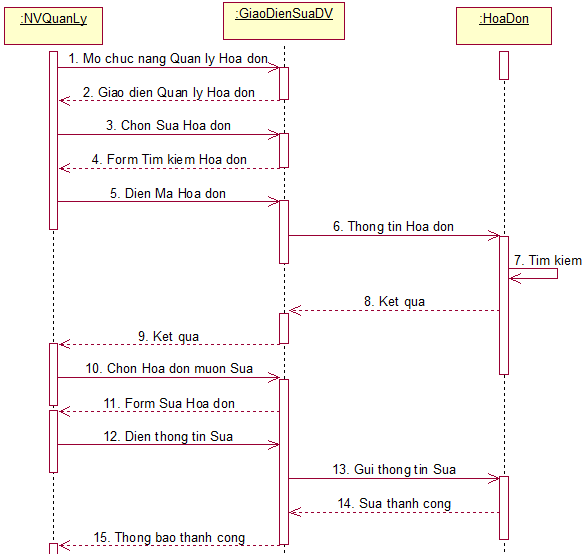 :NVQuanLy
:GiaoDienSuaDV
:HoaDon
1. Mo chuc nang Quan ly Hoa don
2. Giao dien Quan ly Hoa don
3. Chon Sua Hoa don
4. Form Tim kiem Hoa don
5. Dien Ma Hoa don
6. Thong tin Hoa don
7. Tim kiem
8. Ket qua
9. Ket qua
10. Chon Hoa don muon Sua
11. Form Sua Hoa don
12. Dien thong tin Sua
13. Gui thong tin Sua
14. Sua thanh cong
15. Thong bao thanh cong